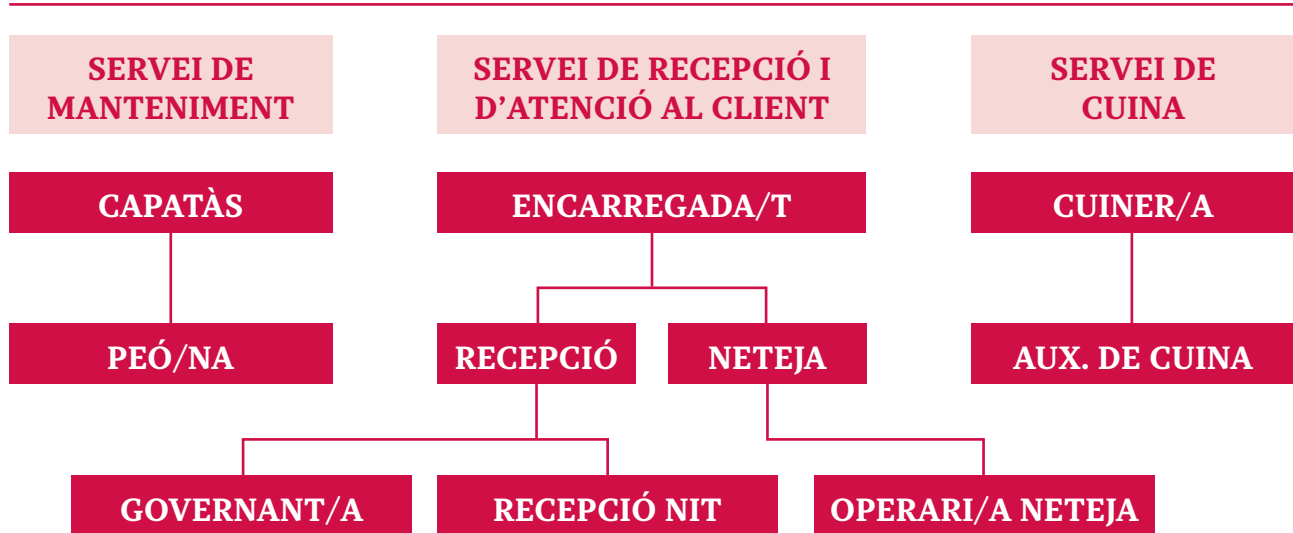 SERVEI DE
MANTENIMENT
SERVEI DE RECEPCIÓ I
D’ATENCIÓ AL CLIENT
SERVEI DE
CUINA
CAPATÀS
ENCARREGADA/T
CUINER/A
PEÓ/NA
RECEPCIÓ
NETEJA
AUX. DE CUINA
GOVERNANT/A
RECEPCIÓ NIT
OPERARI/A NETEJA